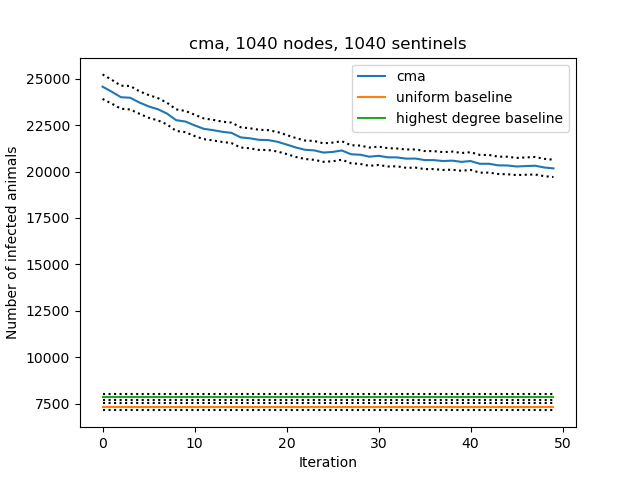 cma, 1040 nodes, 1040 sentinels
Number of infected animals
25000
22500
20000
17500
15000
12500
10000
7500
cma
uniform baseline
highest degree baseline
0 10 20 30 40 50
Iteration